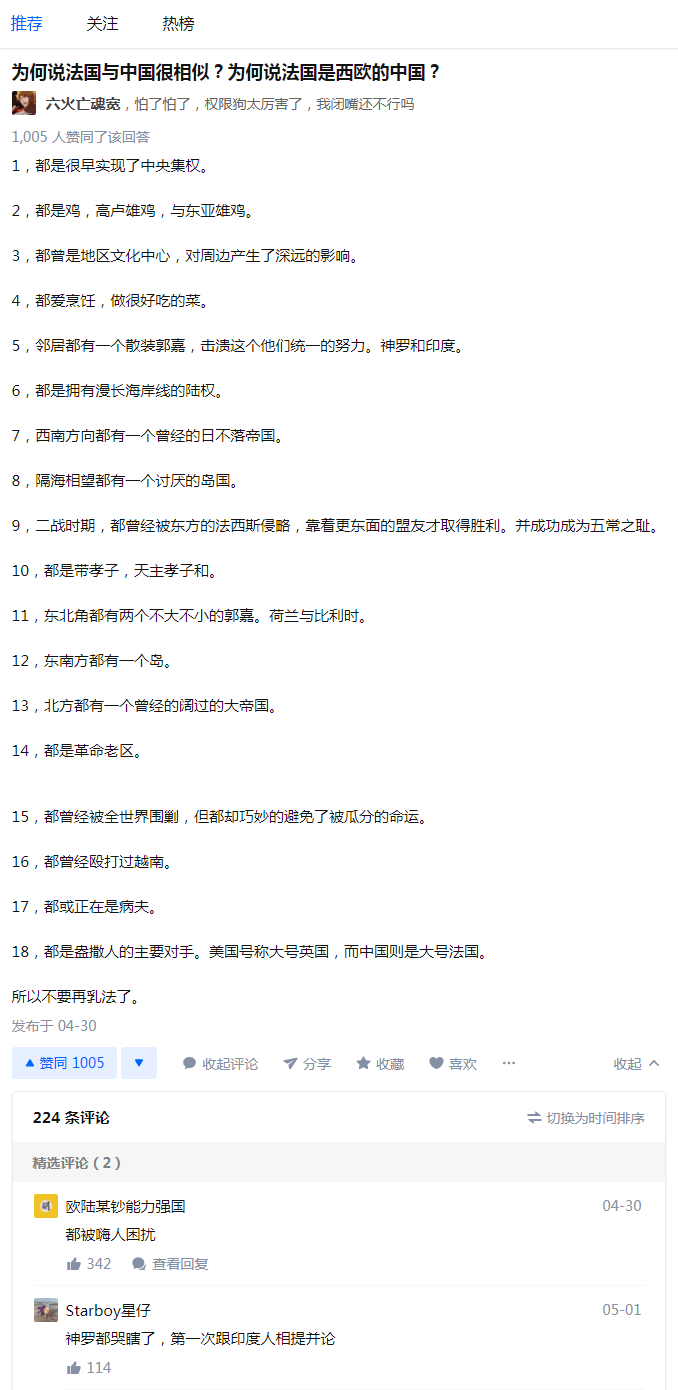 推荐 关注 热榜
为何说法国与中国很相似？为何说法国是西欧的中国？
六火亡魂宽，怕了怕了，权限狗太厉害了，我闭嘴还不行吗
1,005 人赞同了该回答
1，都是很早实现了中央集权。
2，都是鸡，高卢雄鸡，与东亚雄鸡。
3，都曾是地区文化中心，对周边产生了深远的影响。
4，都爱烹饪，做很好吃的菜。
5，邻居都有一个散装郭嘉，击溃这个他们统一的努力。神罗和印度。
6，都是拥有漫长海岸线的陆权。
7，西南方向都有一个曾经的日不落帝国。
8，隔海相望都有一个讨厌的岛国。
9，二战时期，都曾经被东方的法西斯侵略，靠着更东面的盟友才取得胜利。并成功成为五常之耻。
10，都是带孝子，天主孝子和。
11，东北角都有两个不大不小的郭嘉。荷兰与比利时。
12，东南方都有一个岛。
13，北方都有一个曾经的阔过的大帝国。
14，都是革命老区。
15，都曾经被全世界围剿，但都却巧妙的避免了被瓜分的命运。
16，都曾经殴打过越南。
17，都或正在是病夫。
18，都是盎撒人的主要对手。美国号称大号英国，而中国则是大号法国。
所以不要再乳法了。
发布于 04-30
赞同 1005 收起评论 分享 收藏 喜欢 ··· 收起
224 条评论 切换为时间排序
精选评论（2）
欧陆某钞能力强国 04-30
都被嗨人困扰
342 查看回复
Starboy星仔 05-01
神罗都哭瞎了，第一次跟印度人相提并论
114